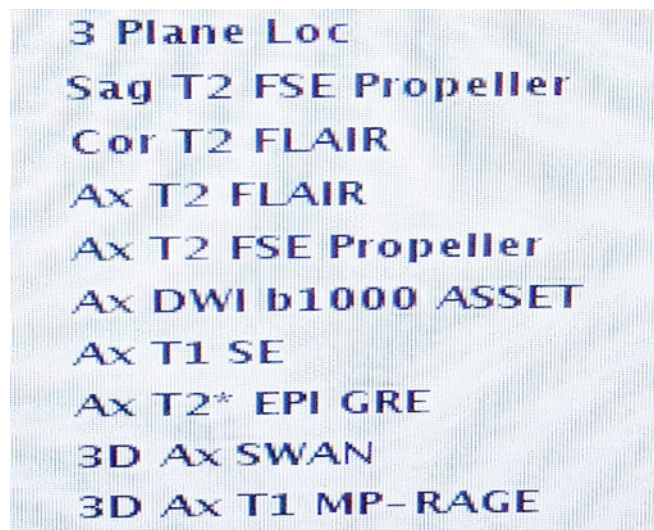 3 Plane Loc
Sag T2 FSE Propeller
Cor T2 FLAIR
Ax T2 FLAIR
Ax T2 FSE Propeller
Ax DWI b1000 ASSET
Ax T1 SE
Ax T2* EPI GRE
3D Ax SWAN
3D Ax T1 MP-RAGE